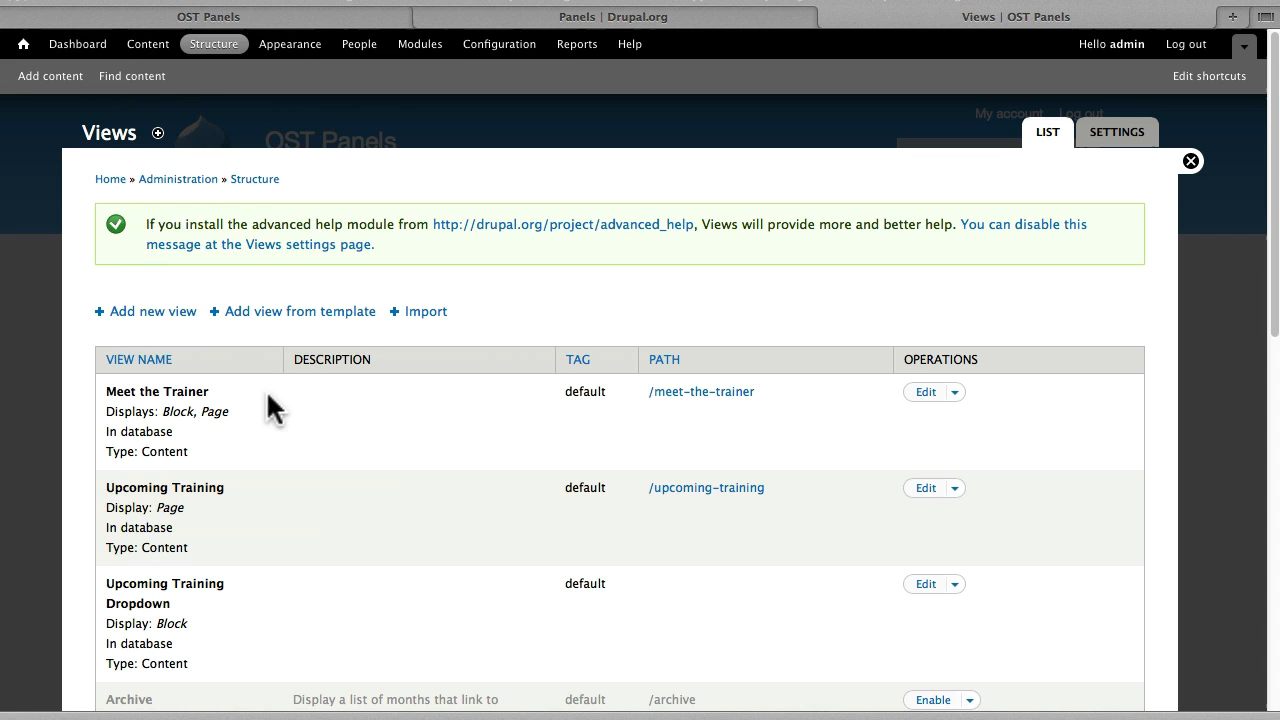 OST Panels Panels | Drupal.org Views | OST Panels
Dashboard Content Structure Appearance People Modules Configuration Reports Help Hello admin Log out
Add content Find content Edit shortcuts
My account Log out
Views OST Panels LIST SETTINGS
Home » Administration » Structure
If you install the advanced help module from http://drupal.org/project/advanced_help, Views will provide more and better help. You can disable this
message at the Views settings page.
Add new view Add view from template Import
VIEW NAME DESCRIPTION TAG PATH OPERATIONS
Meet the Trainer default /meet-the-trainer Edit
Displays: Block, Page
In database
Type: Content
Upcoming Training default /upcoming-training Edit
Display: Page
In database
Type: Content
Upcoming Training default Edit
Dropdown
Display: Block
In database
Type: Content
Archive Display a list of months that link to default /archive Enable